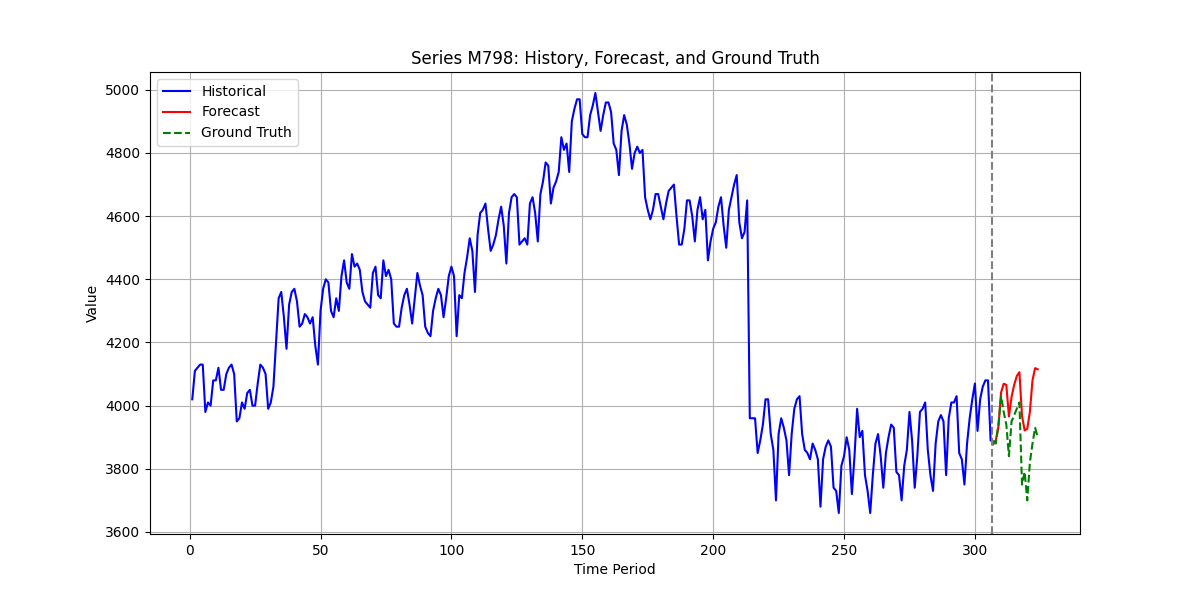 Series M798: History, Forecast, and Ground Truth
Historical
Forecast
Ground Truth
5000
4800
4600
4400
4200
4000
3800
3600
Value
0 50 100 150 200 250 300
Time Period